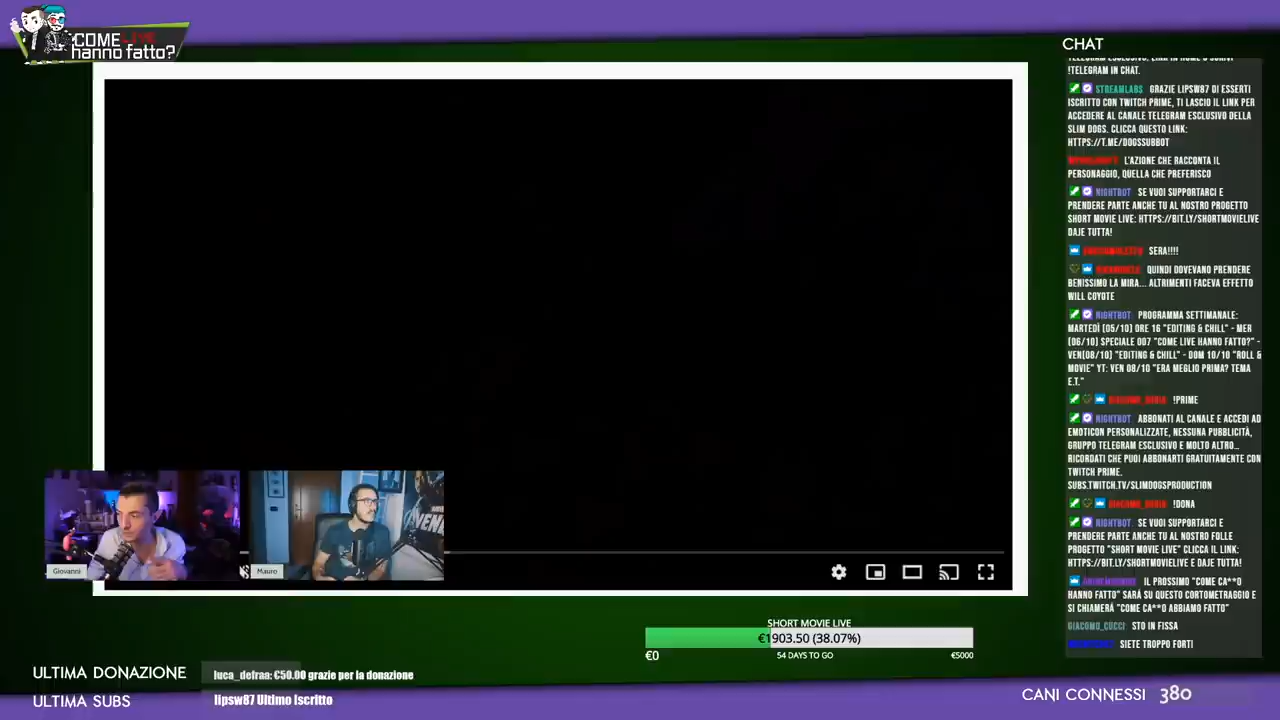 COME LIVE
hanno fatto?
CHAT
!TELEGRAM IN CHAT.
STREAMLABS GRAZIE LIPSW87 DI ESSERTI
ISCRITTO CON TWITCH PRIME, TI LASCIO IL LINK PER
ACCEDERE AL CANALE TELEGRAM ESCLUSIVO DELLA
SLIM DOGS. CLICCA QUESTO LINK:
HTTPS://T.ME/DOGSSUBBOT
L'AZIONE CHE RACCONTA IL
PERSONAGGIO, QUELLA CHE PREFERISCO
NIGHTBOT SE VUOI SUPPORTARCI E
PRENDERE PARTE ANCHE TU AL NOSTRO PROGETTO
SHORT MOVIE LIVE: HTTPS://BIT.LY/SHORTMOVIELIVE
DAJE TUTTA!
SERA!!!!
QUINDI DOVEVANO PRENDERE
BENISSIMO LA MIRA... ALTRIMENTI FACEVA EFFETTO
WILL COYOTE
NIGHTBOT PROGRAMMA SETTIMANALE:
MARTEDÌ (05/10) ORE 16 "EDITING & CHILL" - MER
(06/10) SPECIALE 007 "COME LIVE HANNO FATTO?" -
VEN(08/10) "EDITING & CHILL" - DOM 10/10 "ROLL &
MOVIE" YT: VEN 08/10 "ERA MEGLIO PRIMA? TEMA
E.T."
!PRIME
NIGHTBOT ABBONATI AL CANALE E ACCEDI AD
EMOTICON PERSONALIZZATE, NESSUNA PUBBLICITÀ,
GRUPPO TELEGRAM ESCLUSIVO E MOLTO ALTRO...
RICORDATI CHE PUOI ABBONARTI GRATUITAMENTE CON
TWITCH PRIME.
SUBS.TWITCH.TV/SLIMDOGSPRODUCTION
!DONA
NIGHTBOT SE VUOI SUPPORTARCI E
PRENDERE PARTE ANCHE TU AL NOSTRO FOLLE
PROGETTO "SHORT MOVIE LIVE" CLICCA IL LINK:
HTTPS://BIT.LY/SHORTMOVIELIVE E DAJE TUTTA!
IL PROSSIMO "COME CA**O
HANNO FATTO" SARÁ SU QUESTO CORTOMETRAGGIO E
SI CHIAMERÁ "COME CA**O ABBIAMO FATTO"
GIACOMO_CUCCI STO IN FISSA
SIETE TROPPO FORTI
Giovanni
Mauro
SHORT MOVIE LIVE
€1903.50 (38.07%)
€0 54 DAYS TO GO €5000
ULTIMA DONAZIONE luca_defraa: €50.00 grazie per la donazione
ULTIMA SUBS lipsw87 Ultimo Iscritto
CANI CONNESSI 380